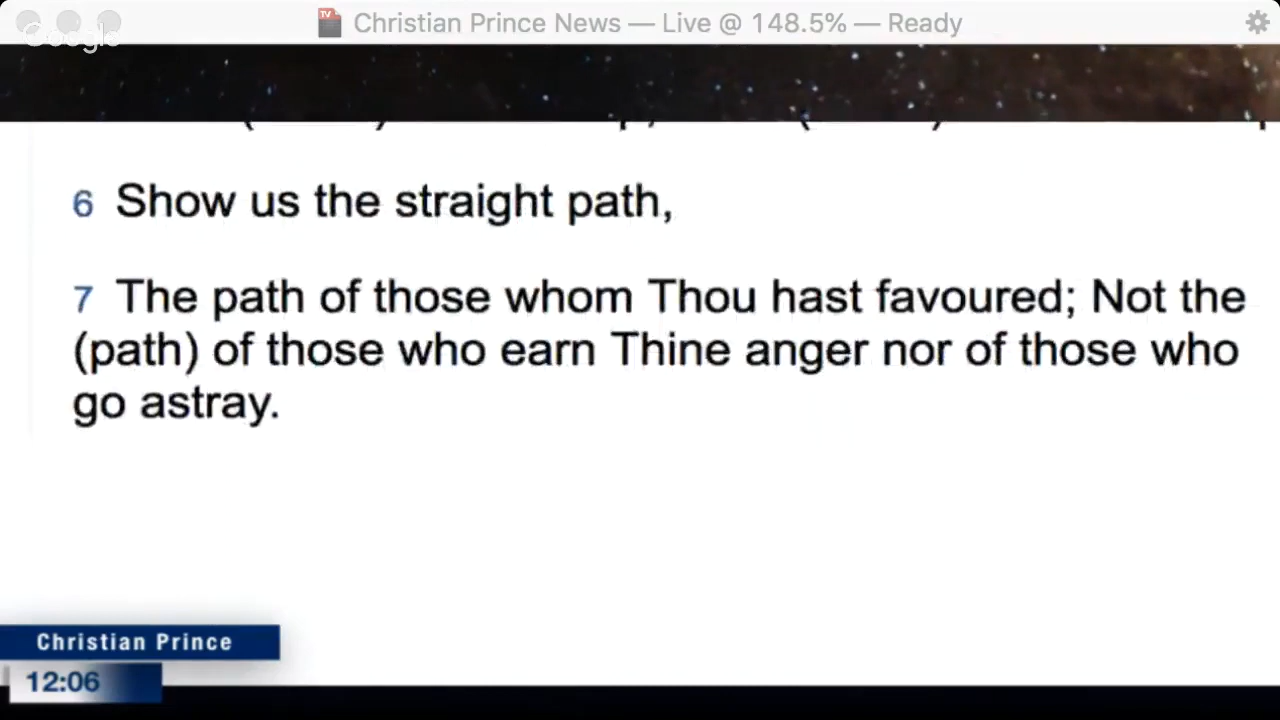 Christian Prince News — Live @ 148.5% — Ready
Google
6 Show us the straight path,
7 The path of those whom Thou hast favoured; Not the
(path) of those who earn Thine anger nor of those who
go astray.
Christian Prince
12:06